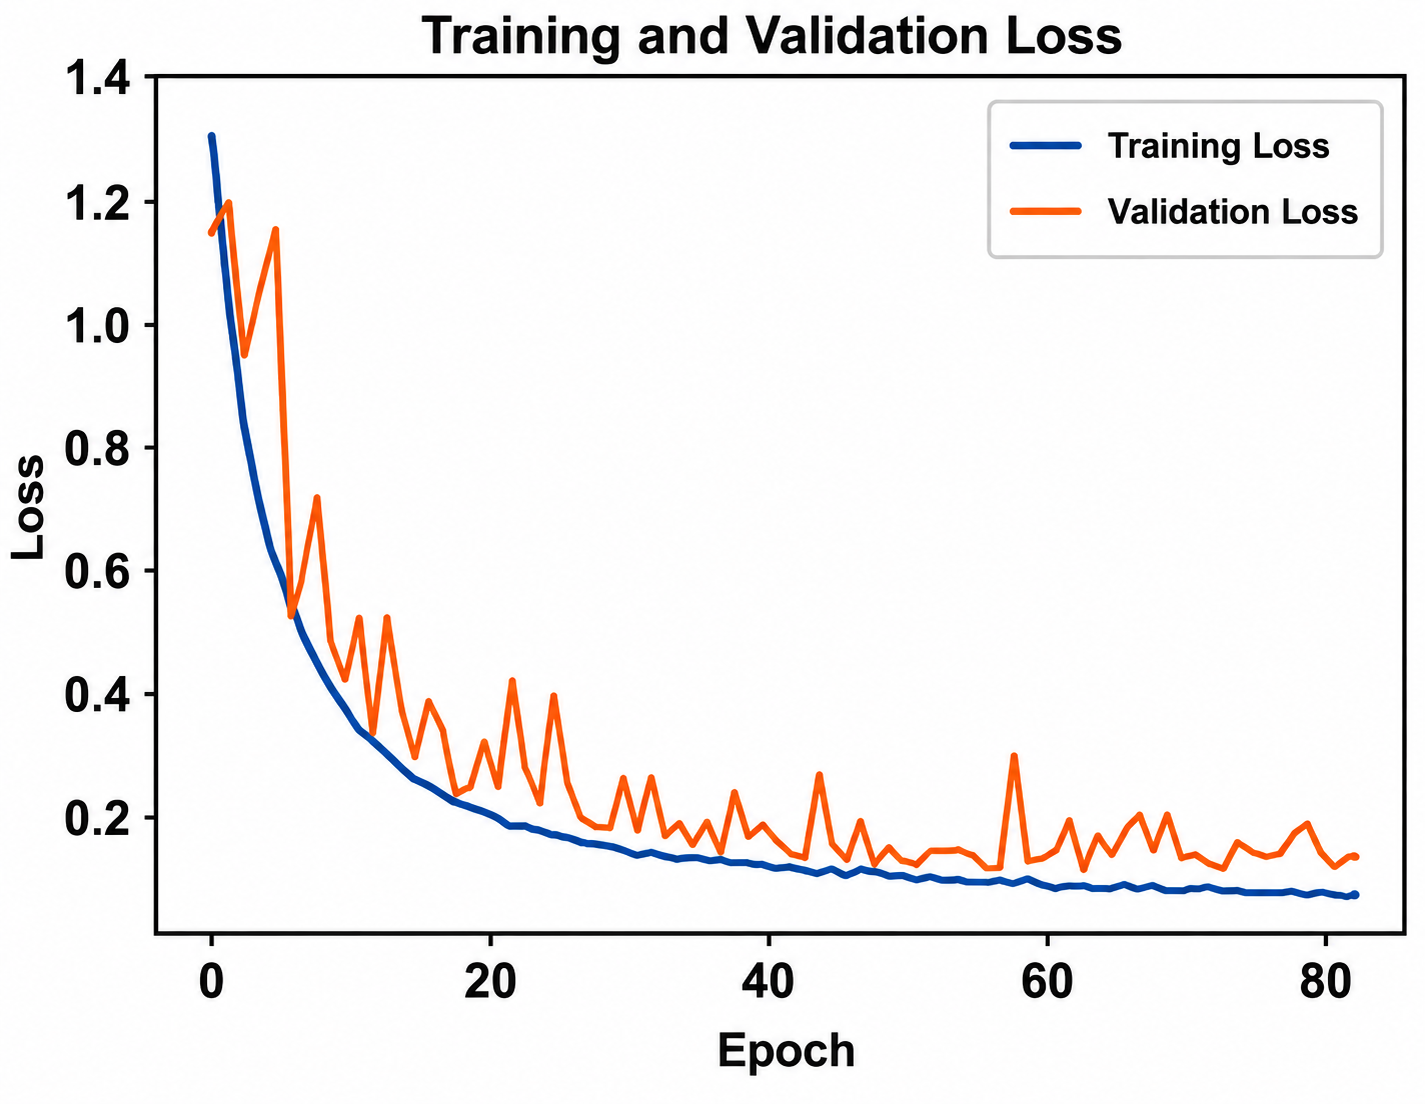 Training and Validation Loss
1.4
1.2
1.0
0.8
0.6
0.4
0.2
Loss
Training Loss
Validation Loss
0 20 40 60 80
Epoch